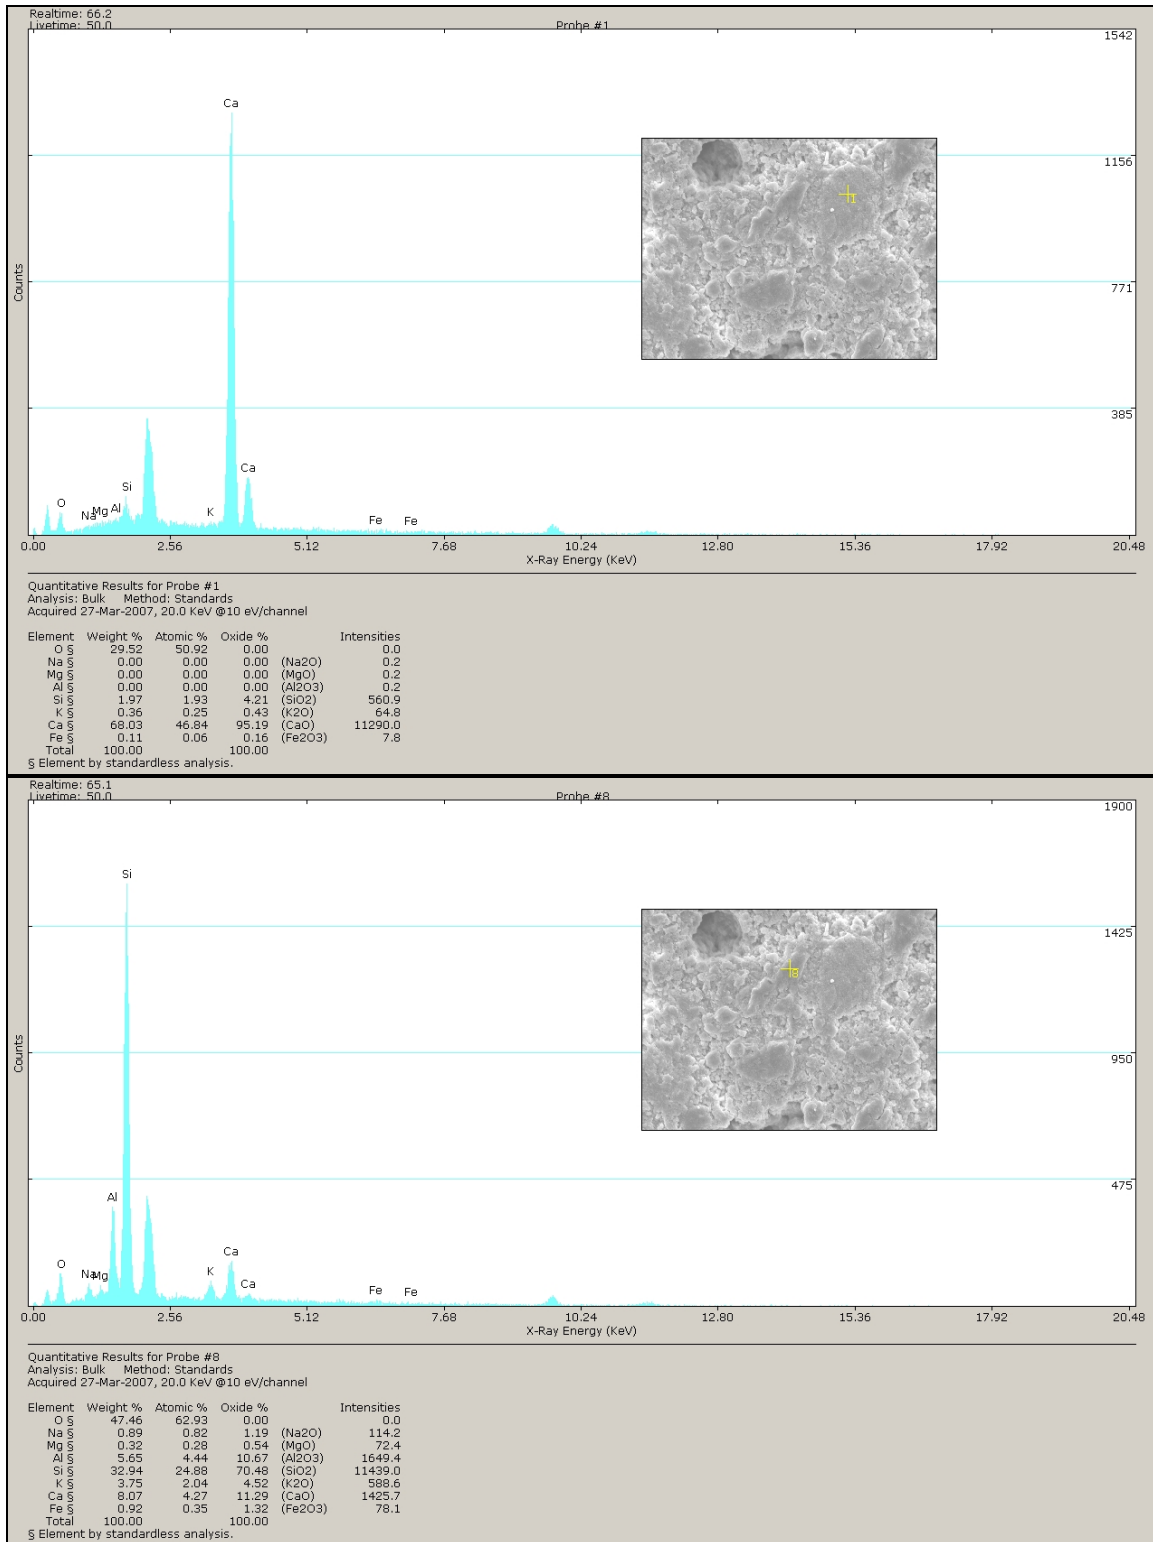 Realtime: 66.2
Livetime: 50.0 Probe #1
1542
Ca
1
1156
771
Counts
385
Ca
Si
O Na Mg Al K Fe Fe
0.00 2.56 5.12 7.68 10.24 12.80 15.36 17.92 20.48
X-Ray Energy (KeV)
Quantitative Results for Probe #1
Analysis: Bulk Method: Standards
Acquired 27-Mar-2007, 20.0 KeV @10 eV/channel
Element Weight % Atomic % Oxide % Intensities
O § 29.52 50.92 0.00 0.0
Na § 0.00 0.00 0.00 (Na2O) 0.2
Mg § 0.00 0.00 0.00 (MgO) 0.2
Al § 0.00 0.00 0.00 (Al2O3) 0.2
Si § 1.97 1.93 4.21 (SiO2) 560.9
K § 0.36 0.25 0.43 (K2O) 64.8
Ca § 68.03 46.84 95.19 (CaO) 11290.0
Fe § 0.11 0.06 0.16 (Fe2O3) 7.8
Total 100.00 100.00
§ Element by standardless analysis.
Realtime: 65.1
Livetime: 50.0 Probe #8
1900
Si
1425
8
950
Counts
475
Al
Ca
O Na Mg K Ca Fe Fe
0.00 2.56 5.12 7.68 10.24 12.80 15.36 17.92 20.48
X-Ray Energy (KeV)
Quantitative Results for Probe #8
Analysis: Bulk Method: Standards
Acquired 27-Mar-2007, 20.0 KeV @10 eV/channel
Element Weight % Atomic % Oxide % Intensities
O § 47.46 62.93 0.00 0.0
Na § 0.89 0.82 1.19 (Na2O) 114.2
Mg § 0.32 0.28 0.54 (MgO) 72.4
Al § 5.65 4.44 10.67 (Al2O3) 1649.4
Si § 32.94 24.88 70.48 (SiO2) 11439.0
K § 3.75 2.04 4.52 (K2O) 588.6
Ca § 8.07 4.27 11.29 (CaO) 1425.7
Fe § 0.92 0.35 1.32 (Fe2O3) 78.1
Total 100.00 100.00
§ Element by standardless analysis.